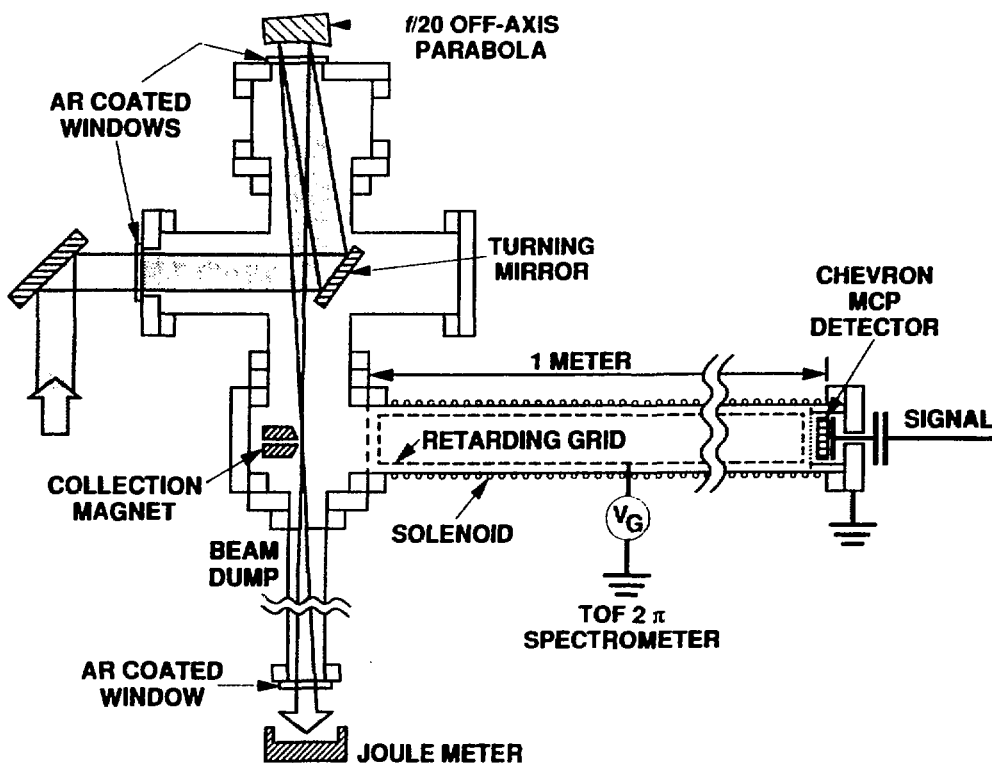 f/20 OFF-AXIS
PARABOLA
AR COATED
WINDOWS
TURNING
MIRROR
CHEVRON
MCP
DETECTOR
1 METER
SIGNAL
RETARDING GRID
COLLECTION
MAGNET
SOLENOID
V_G
BEAM
DUMP
TOF 2 π
SPECTROMETER
AR COATED
WINDOW
JOULE METER